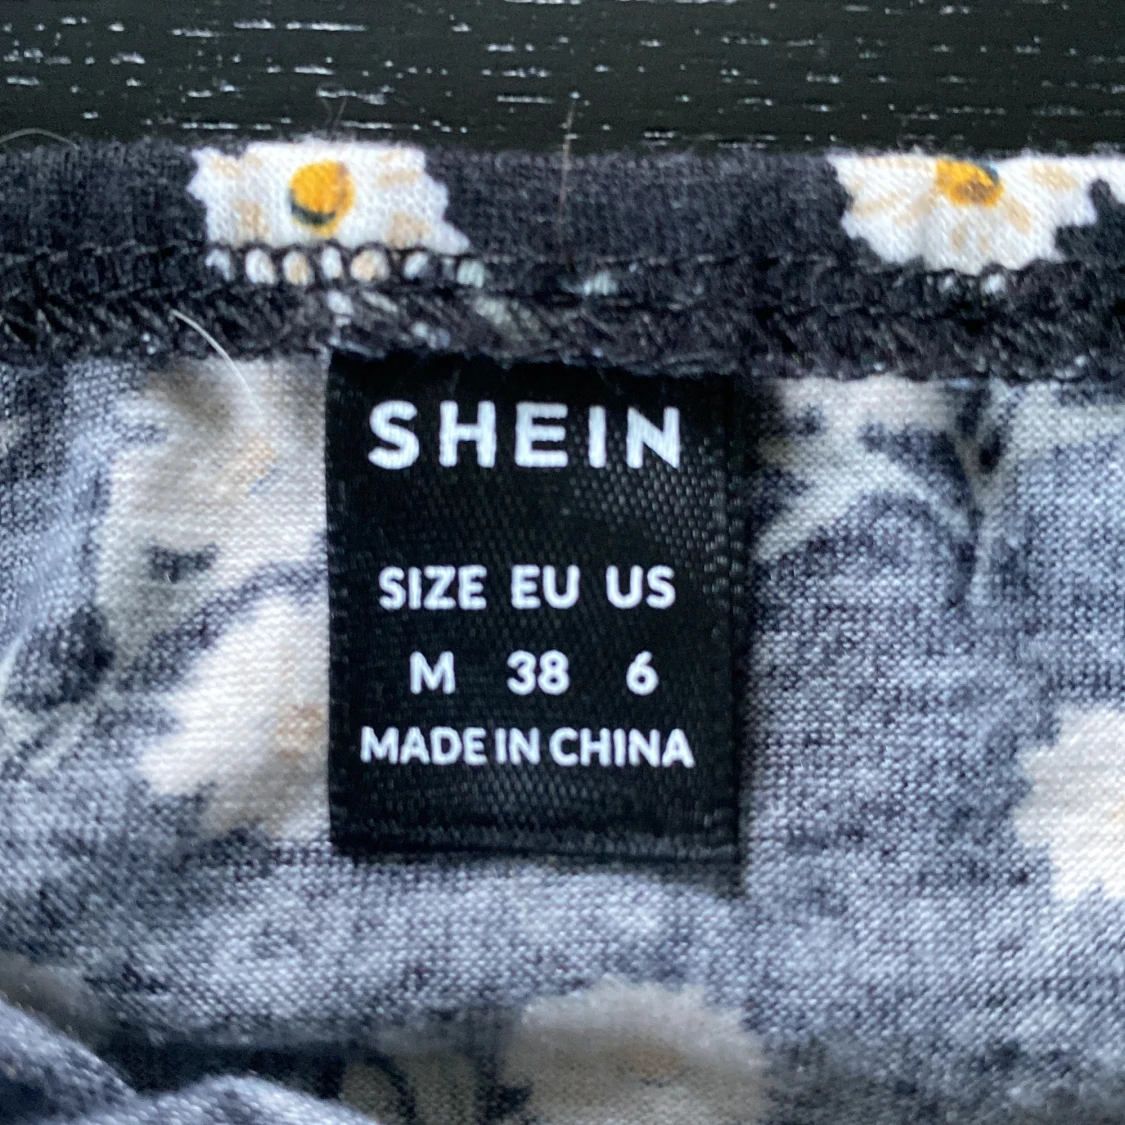 SHEIN
SIZE EU US
M 38 6
MADE IN CHINA